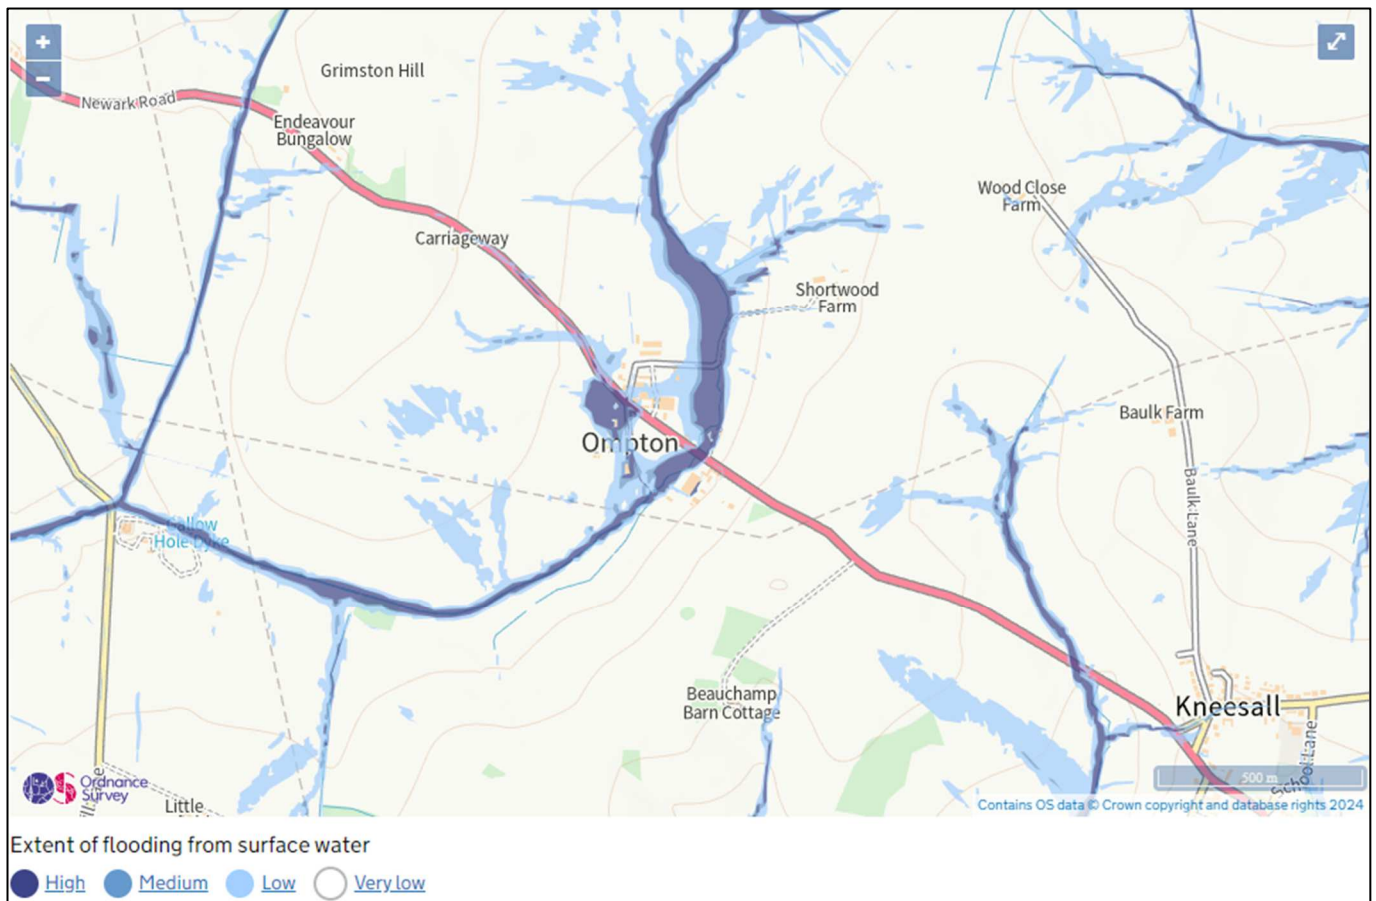 +
−
Newark Road
Grimston Hill
Endeavour
Bungalow
Carriageway
Wood Close
Farm
Shortwood
Farm
Baulk Farm
Ompton
Baulk Lane
Gallow
Hole Dyke
Beauchamp
Barn Cottage
Kneesall
School Lane
Ordnance
Survey
Little
500 m
Contains OS data © Crown copyright and database rights 2024
Extent of flooding from surface water
High Medium Low Very low